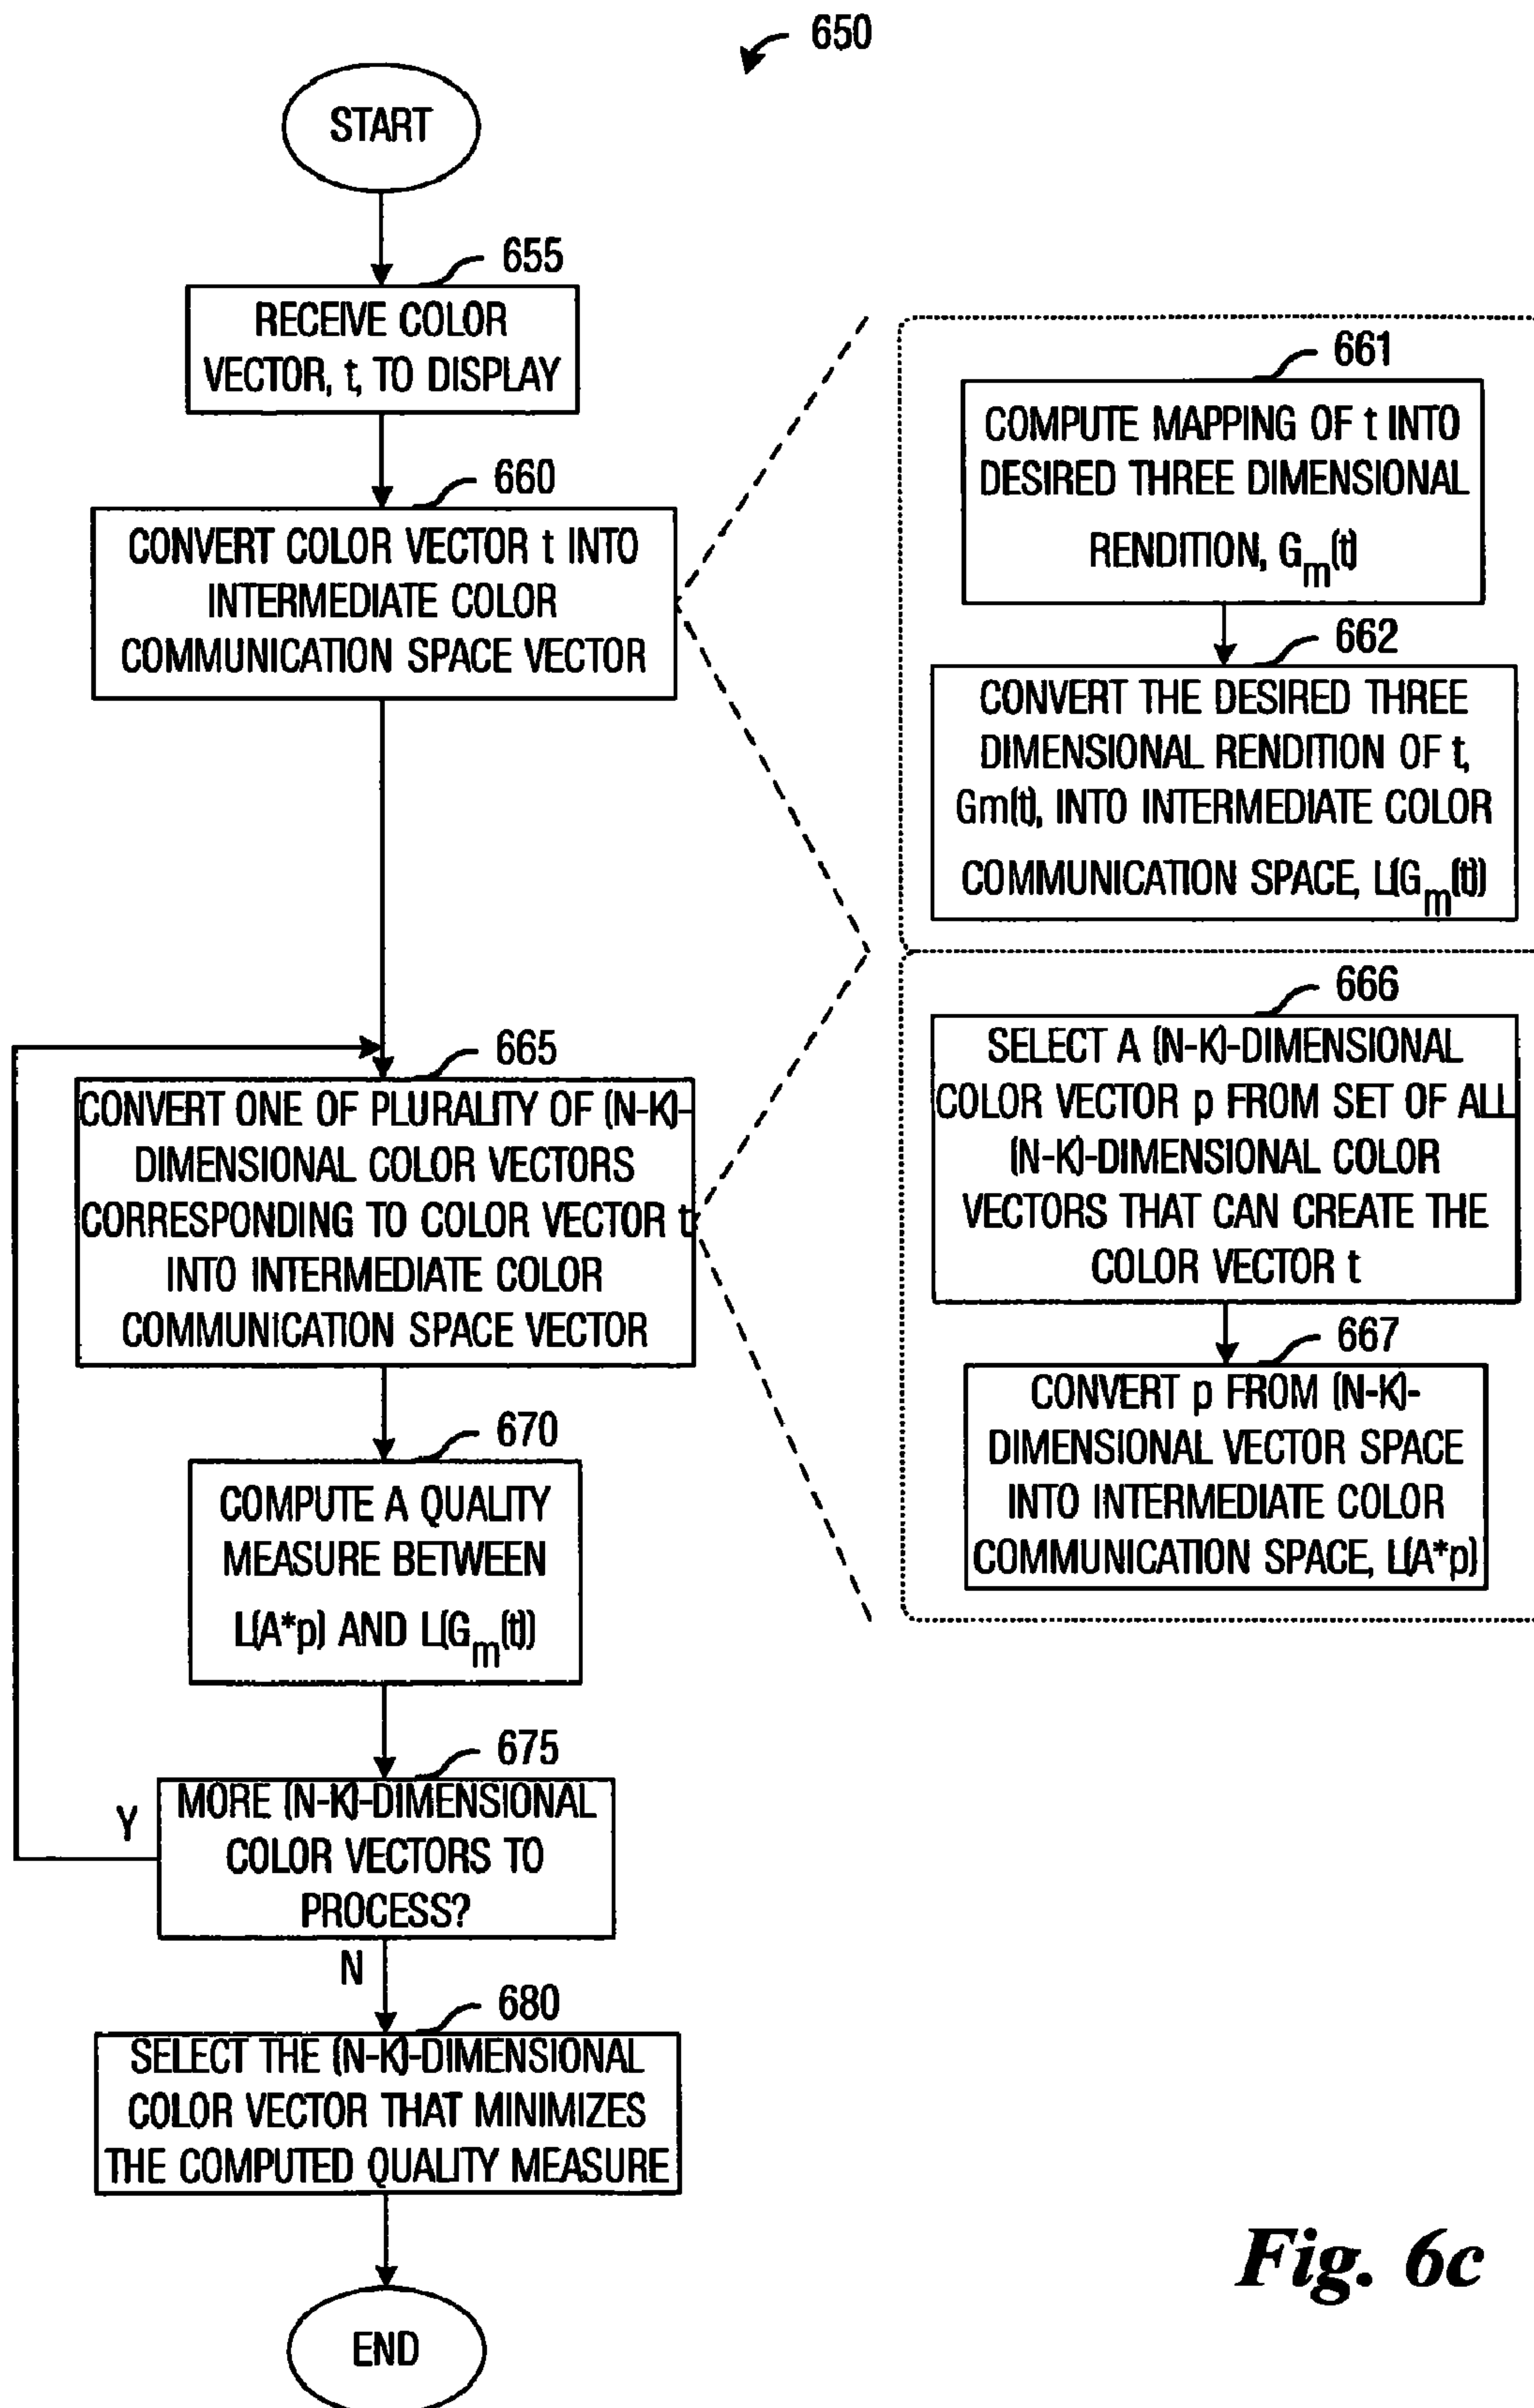 650
START
655
RECEIVE COLOR
VECTOR, t, TO DISPLAY
660
CONVERT COLOR VECTOR t INTO
INTERMEDIATE COLOR
COMMUNICATION SPACE VECTOR
661
COMPUTE MAPPING OF t INTO
DESIRED THREE DIMENSIONAL
RENDITION, Gm(t)
662
CONVERT THE DESIRED THREE
DIMENSIONAL RENDITION OF t,
Gm(t), INTO INTERMEDIATE COLOR
COMMUNICATION SPACE, L(Gm(t))
665
CONVERT ONE OF PLURALITY OF (N-K)-
DIMENSIONAL COLOR VECTORS
CORRESPONDING TO COLOR VECTOR t
INTO INTERMEDIATE COLOR
COMMUNICATION SPACE VECTOR
666
SELECT A (N-K)-DIMENSIONAL
COLOR VECTOR p FROM SET OF ALL
(N-K)-DIMENSIONAL COLOR
VECTORS THAT CAN CREATE THE
COLOR VECTOR t
667
CONVERT p FROM (N-K)-
DIMENSIONAL VECTOR SPACE
INTO INTERMEDIATE COLOR
COMMUNICATION SPACE, L(A*p)
670
COMPUTE A QUALITY
MEASURE BETWEEN
L(A*p) AND L(Gm(t))
675
MORE (N-K)-DIMENSIONAL
COLOR VECTORS TO
PROCESS?
Y
N
680
SELECT THE (N-K)-DIMENSIONAL
COLOR VECTOR THAT MINIMIZES
THE COMPUTED QUALITY MEASURE
END
Fig. 6c